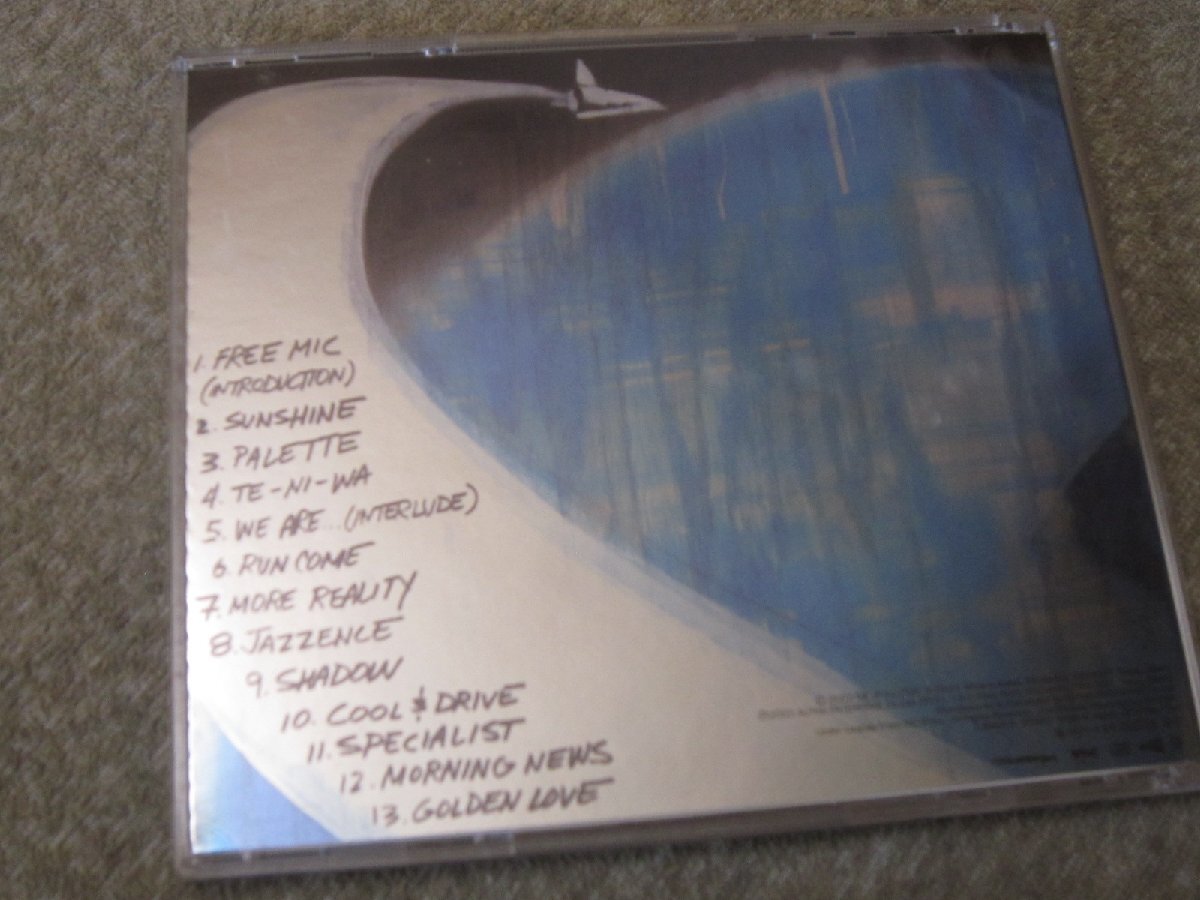 1. FREE MIC
(INTRODUCTION)
2. SUNSHINE
3. PALETTE
4. TE-NI-WA
5. WE ARE...(INTERLUDE)
6. RUN COME
7. MORE REALITY
8. JAZZENCE
9. SHADOW
10. COOL & DRIVE
11. SPECIALIST
12. MORNING NEWS
13. GOLDEN LOVE